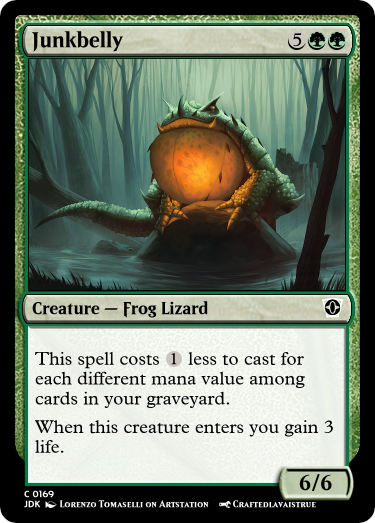 Junkbelly 5
Creature — Frog Lizard
This spell costs 1 less to cast for
each different mana value among
cards in your graveyard.
When this creature enters you gain 3
life.
6/6
C 0169
JDK Lorenzo Tomaselli on Artstation Craftedlavaistrue